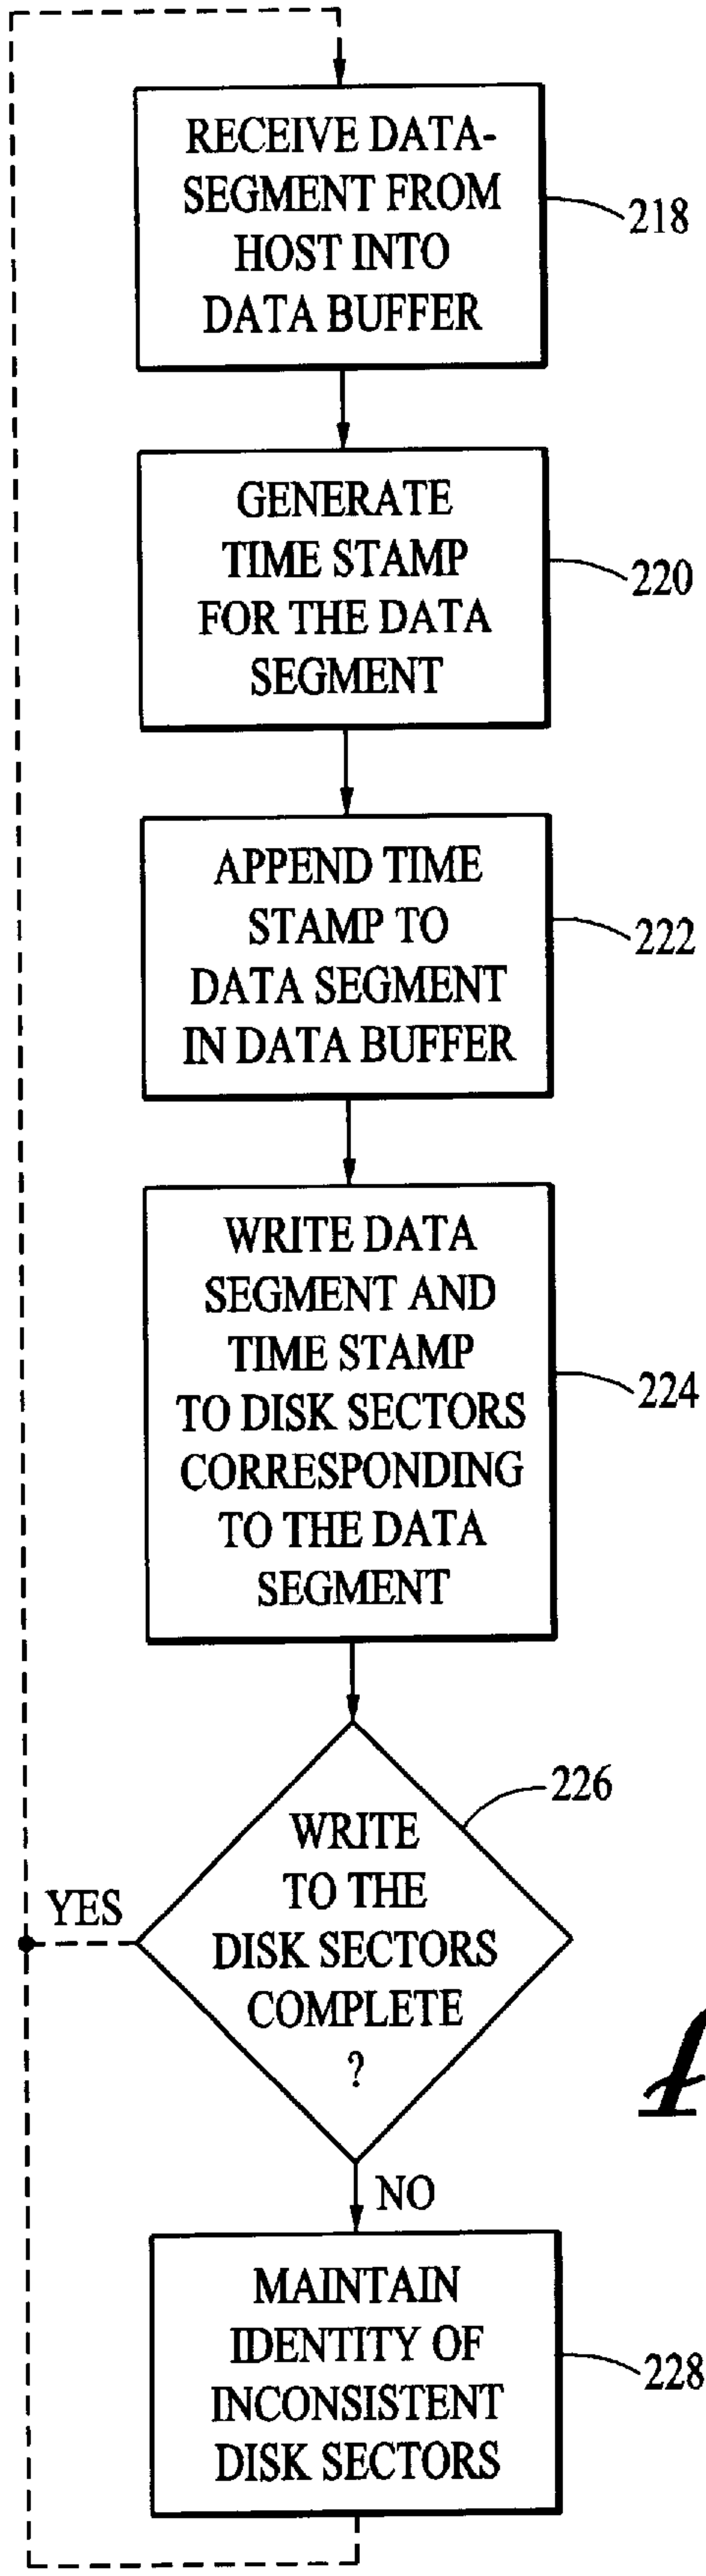 RECEIVE DATA-
SEGMENT FROM
HOST INTO
DATA BUFFER
218
GENERATE
TIME STAMP
FOR THE DATA
SEGMENT
220
APPEND TIME
STAMP TO
DATA SEGMENT
IN DATA BUFFER
222
WRITE DATA
SEGMENT AND
TIME STAMP
TO DISK SECTORS
CORRESPONDING
TO THE DATA
SEGMENT
224
WRITE
TO THE
DISK SECTORS
COMPLETE
?
226
YES
NO
MAINTAIN
IDENTITY OF
INCONSISTENT
DISK SECTORS
228